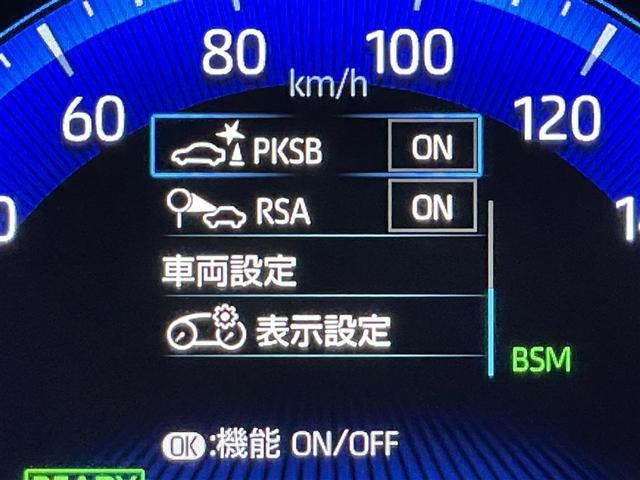 80 100
km/h
60 120
PKSB ON
RSA ON
車両設定
表示設定
BSM
OK:機能 ON/OFF
READY